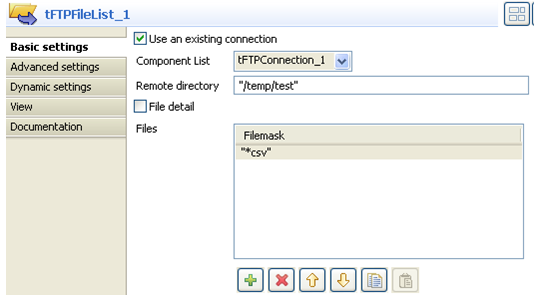 tFTPFileList_1
Basic settings
Advanced settings
Dynamic settings
View
Documentation
Use an existing connection
Component List tFTPConnection_1
Remote directory "/temp/test"
File detail
Files
Filemask
"*csv"